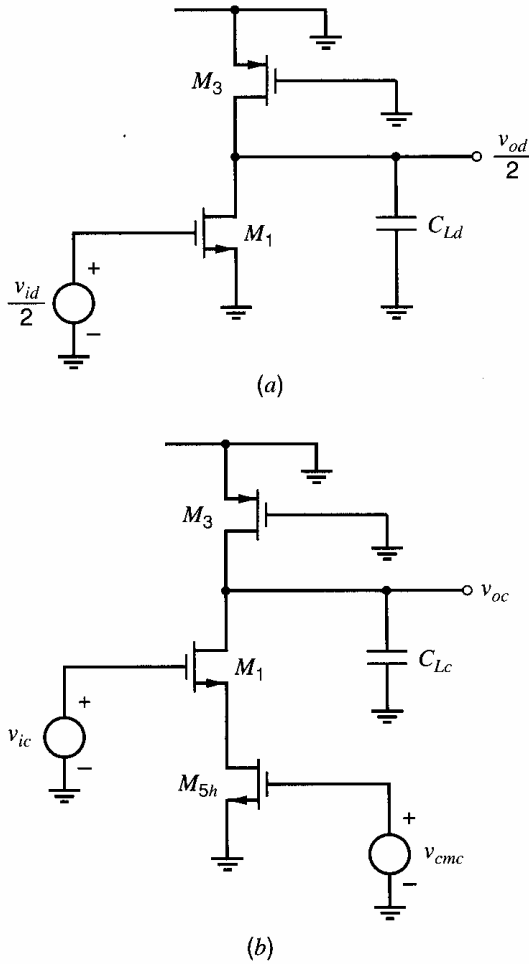 M3
vod
2
M1
CLd
+
vid
2
−
(a)
M3
voc
M1
CLc
+
vic
−
M5h
+
vcmc
−
(b)